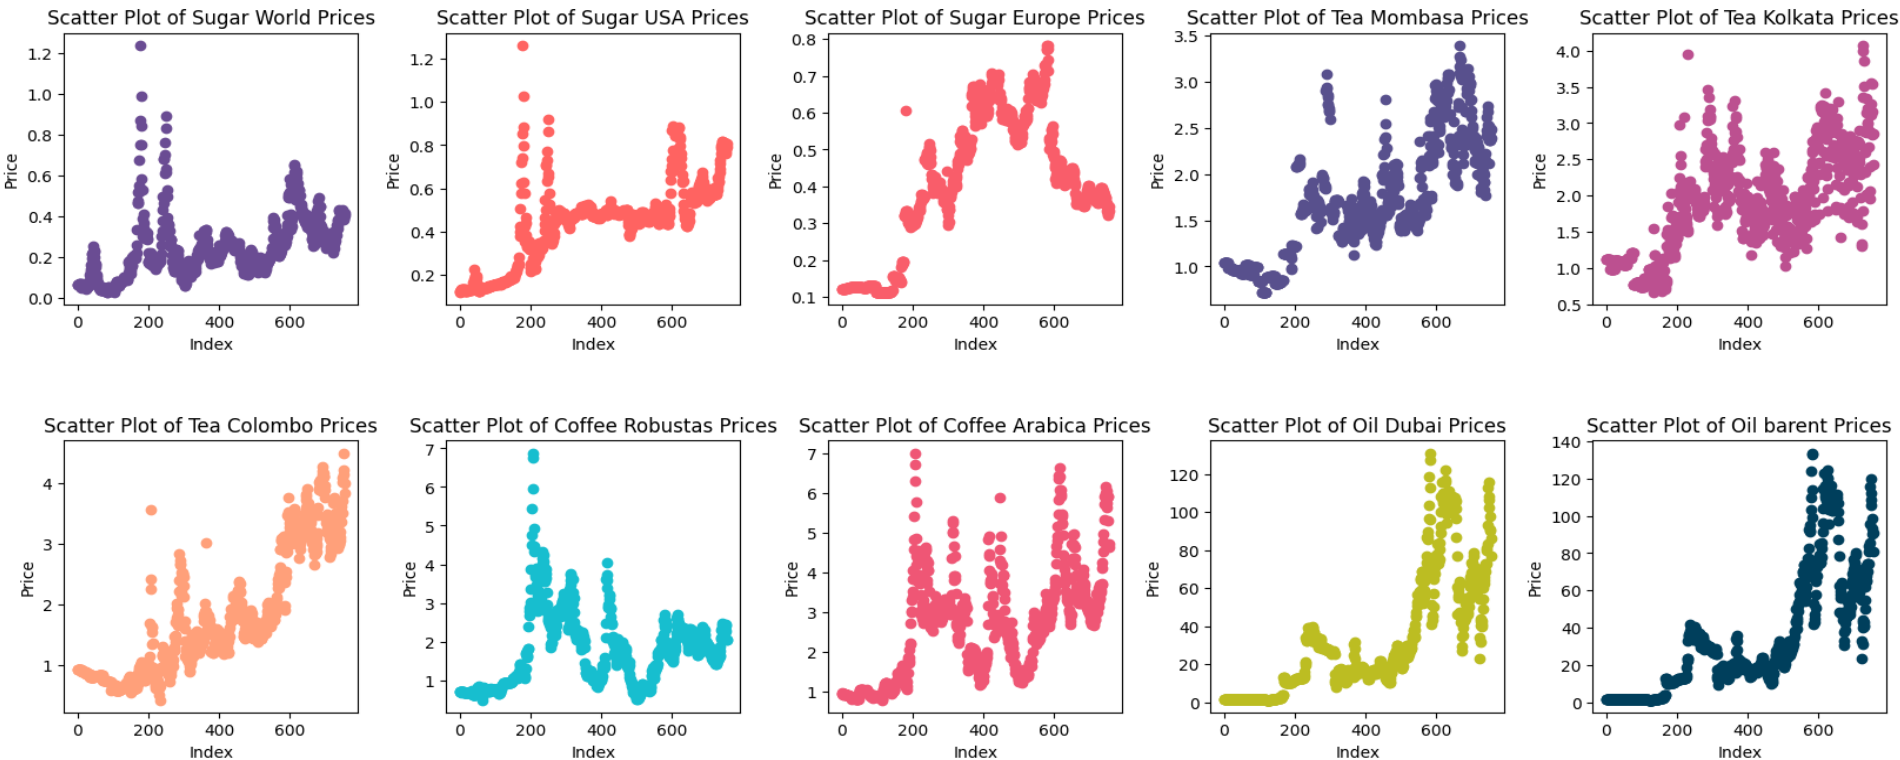 Scatter Plot of Sugar World Prices
1.2
1.0
0.8
0.6
0.4
0.2
0.0
Price
0 200 400 600
Index
Scatter Plot of Sugar USA Prices
1.2
1.0
0.8
0.6
0.4
0.2
Price
0 200 400 600
Index
Scatter Plot of Sugar Europe Prices
0.8
0.7
0.6
0.5
0.4
0.3
0.2
0.1
Price
0 200 400 600
Index
Scatter Plot of Tea Mombasa Prices
3.5
3.0
2.5
2.0
1.5
1.0
Price
0 200 400 600
Index
Scatter Plot of Tea Kolkata Prices
4.0
3.5
3.0
2.5
2.0
1.5
1.0
0.5
Price
0 200 400 600
Index
Scatter Plot of Tea Colombo Prices
4
3
2
1
Price
0 200 400 600
Index
Scatter Plot of Coffee Robustas Prices
7
6
5
4
3
2
1
Price
0 200 400 600
Index
Scatter Plot of Coffee Arabica Prices
7
6
5
4
3
2
1
Price
0 200 400 600
Index
Scatter Plot of Oil Dubai Prices
120
100
80
60
40
20
0
Price
0 200 400 600
Index
Scatter Plot of Oil barent Prices
140
120
100
80
60
40
20
0
Price
0 200 400 600
Index